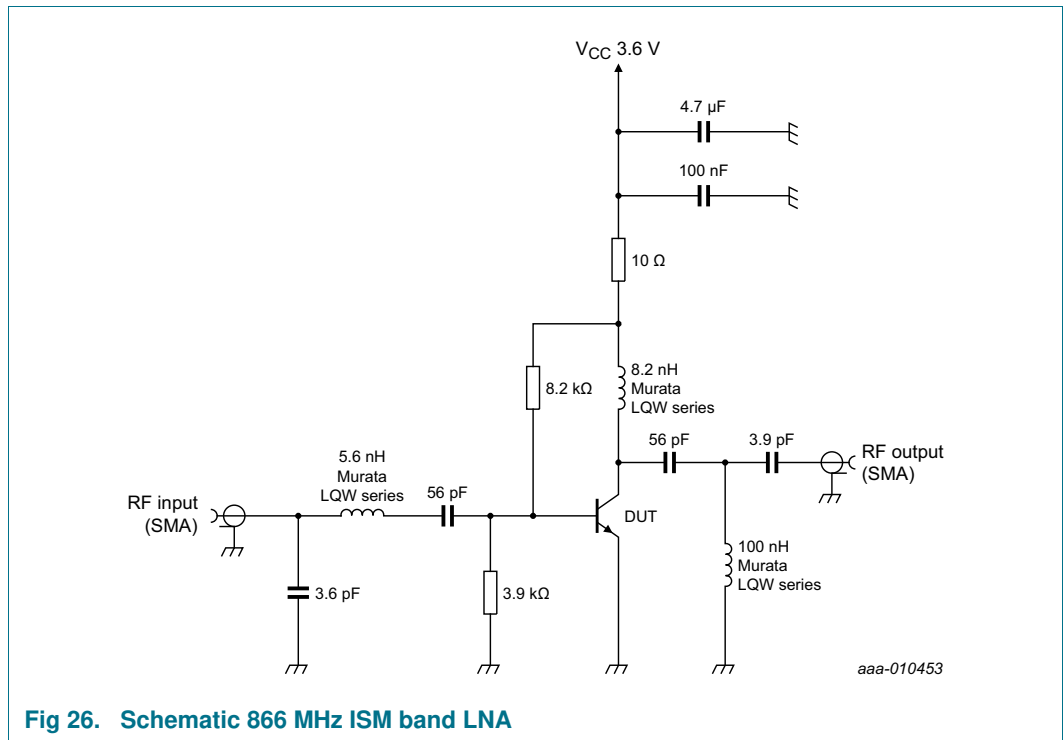 VCC 3.6 V
4.7 µF
100 nF
10 Ω
8.2 kΩ
8.2 nH
Murata
LQW series
56 pF
3.9 pF
RF output
(SMA)
5.6 nH
Murata
LQW series
56 pF
RF input
(SMA)
DUT
100 nH
Murata
LQW series
3.6 pF
3.9 kΩ
aaa-010453
Fig 26. Schematic 866 MHz ISM band LNA